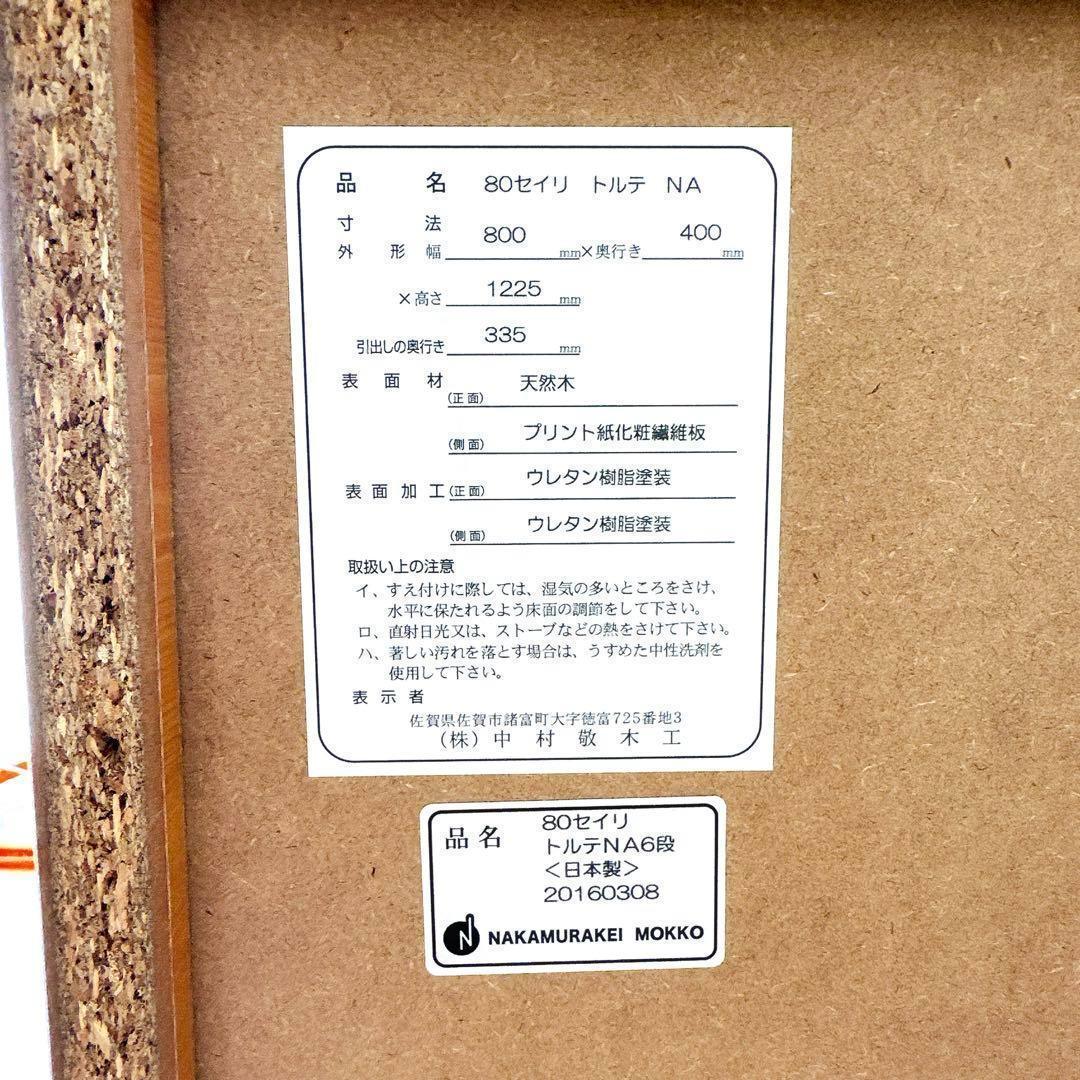 品 名 80セイリ トルテ NA
寸 法
外 形 幅 800 mm×奥行き 400 mm
×高さ 1225 mm
引出しの奥行き 335 mm
表 面 材 (正面) 天然木
(側面) プリント紙化粧繊維板
表 面 加 工 (正面) ウレタン樹脂塗装
(側面) ウレタン樹脂塗装
取扱い上の注意
イ、すえ付けに際しては、湿気の多いところをさけ、
水平に保たれるよう床面の調節をして下さい。
ロ、直射日光又は、ストーブなどの熱をさけて下さい。
ハ、著しい汚れを落とす場合は、うすめた中性洗剤を
使用して下さい。
表 示 者
佐賀県佐賀市諸富町大字徳富725番地3
(株) 中 村 敬 木 工
品 名 80セイリ
トルテNA6段
<日本製>
20160308
N NAKAMURAKEI MOKKO